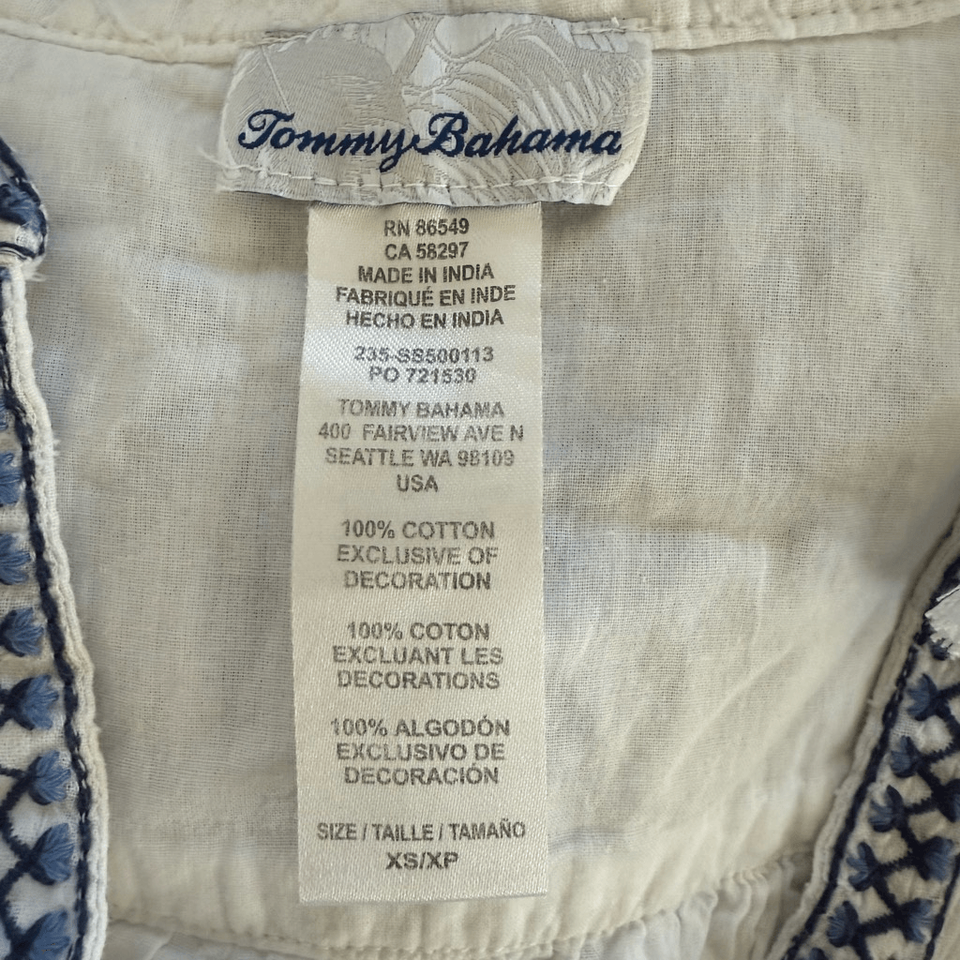 Tommy Bahama
RN 86549
CA 58297
MADE IN INDIA
FABRIQUÉ EN INDE
HECHO EN INDIA
235-SS500113
PO 721530
TOMMY BAHAMA
400 FAIRVIEW AVE N
SEATTLE WA 98109
USA
100% COTTON
EXCLUSIVE OF
DECORATION
100% COTON
EXCLUANT LES
DECORATIONS
100% ALGODÓN
EXCLUSIVO DE
DECORACIÓN
SIZE / TAILLE / TAMAÑO
XS/XP